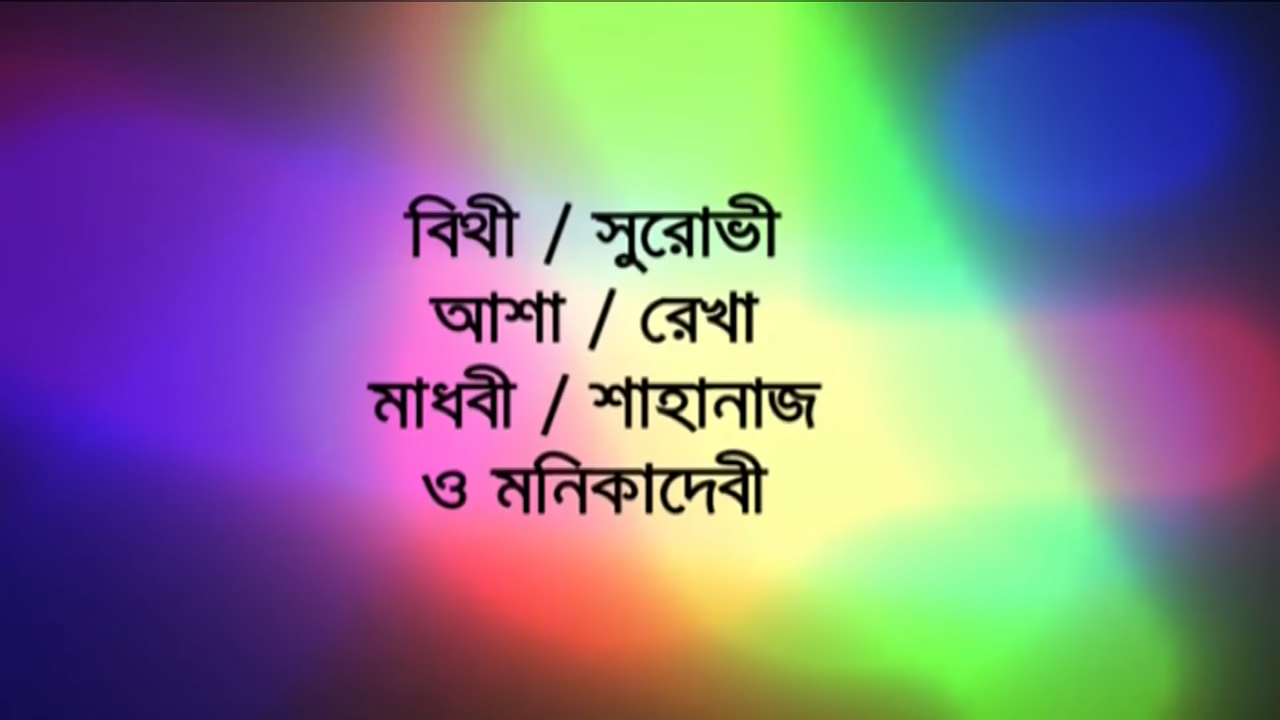 বিথী / সুরোভী
আশা / রেখা
মাধবী / শাহানাজ
ও মনিকাদেবী